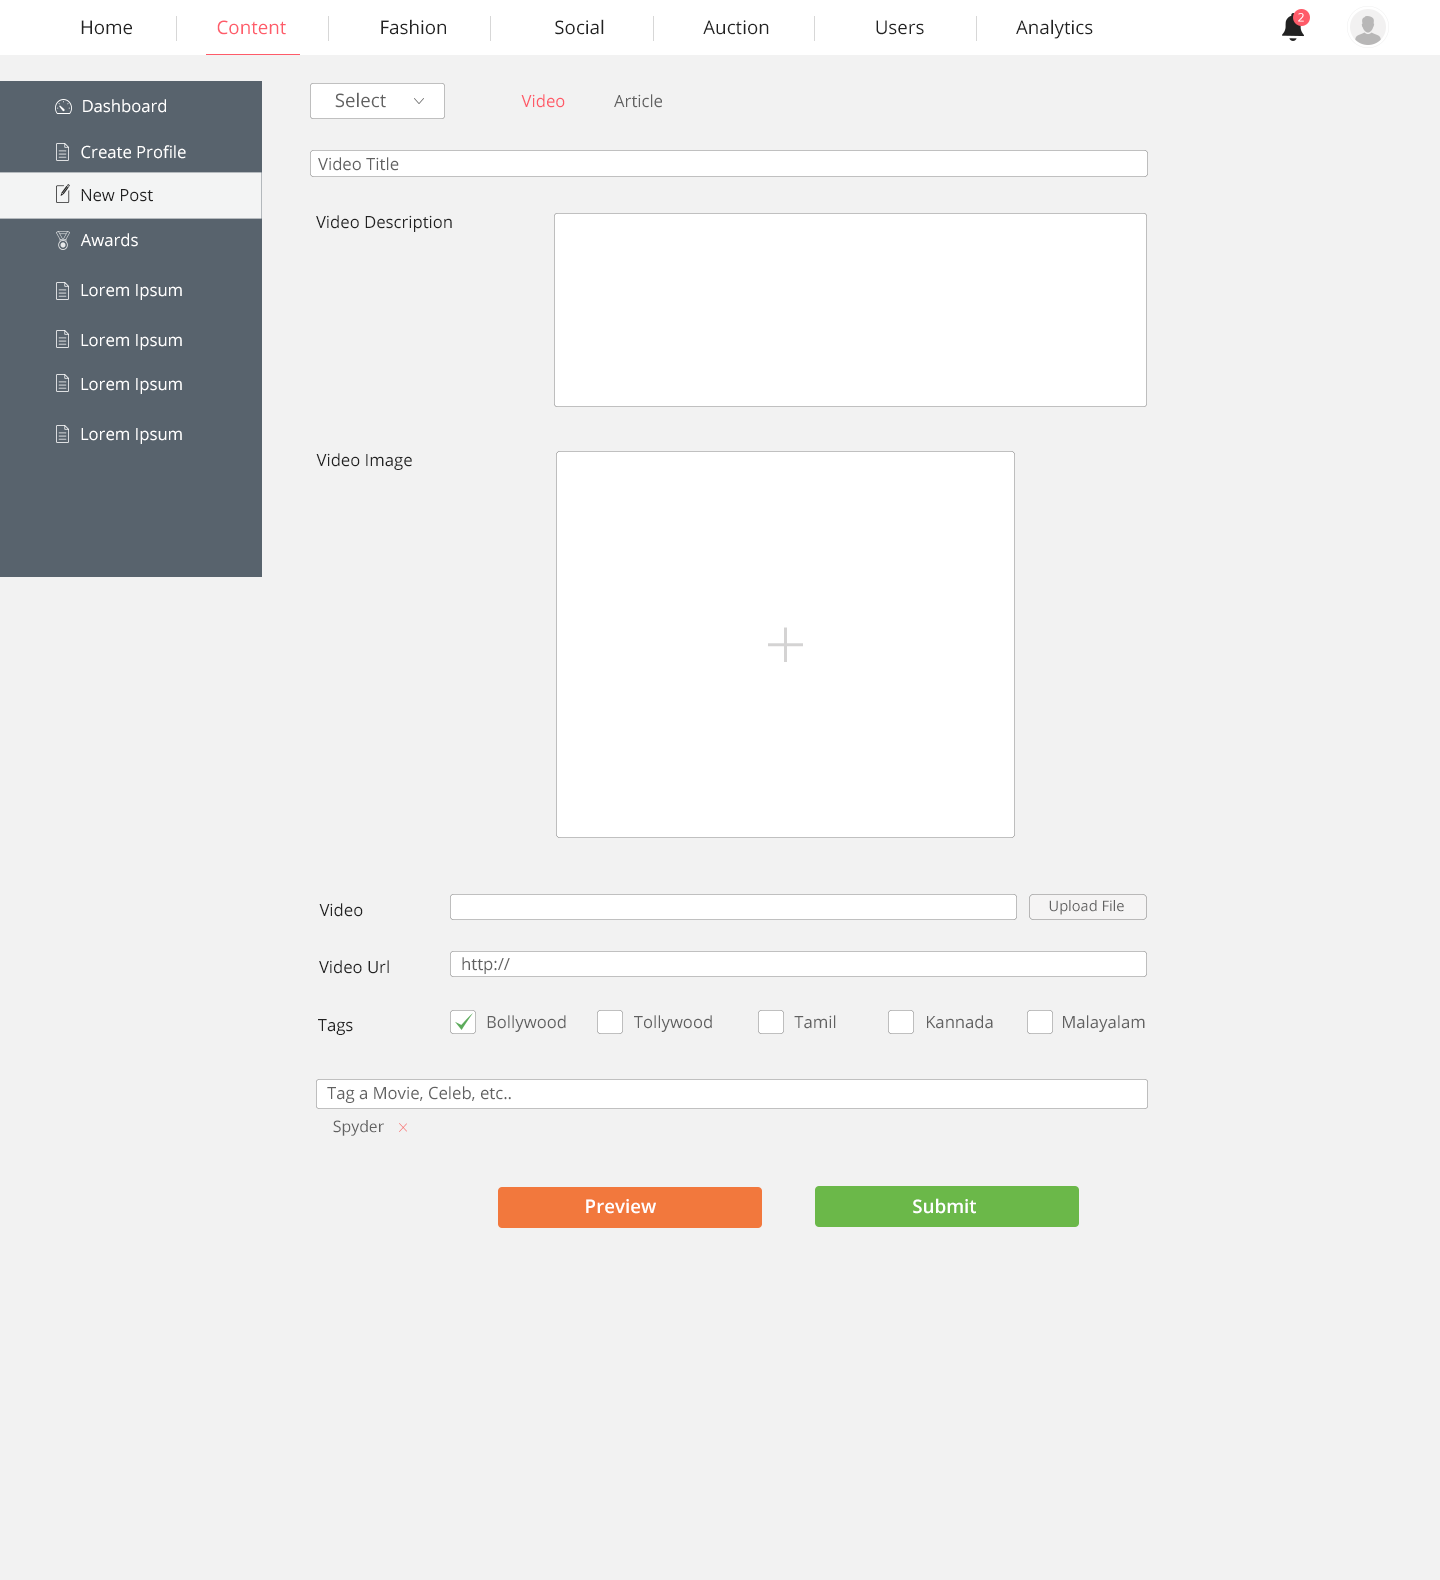 Home Content Fashion Social Auction Users Analytics 2
Dashboard
Create Profile
New Post
Awards
Lorem Ipsum
Lorem Ipsum
Lorem Ipsum
Lorem Ipsum
Select Video Article
Video Title
Video Description
Video Image
Video Upload File
Video Url http://
Tags Bollywood Tollywood Tamil Kannada Malayalam
Tag a Movie, Celeb, etc..
Spyder
Preview Submit